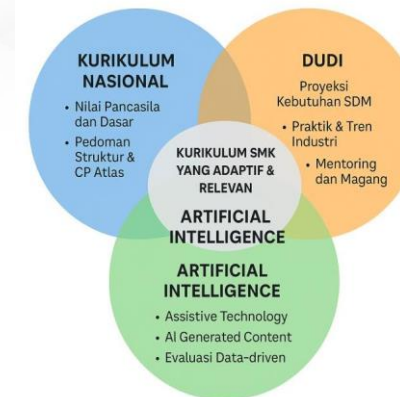 KURIKULUM
NASIONAL
• Nilai Pancasila
dan Dasar
• Pedoman
Struktur &
CP Atlas
DUDI
Proyeksi
Kebutuhan SDM
• Praktik & Tren
Industri
• Mentoring
dan Magang
KURIKULUM SMK
YANG ADAPTIF &
RELEVAN
ARTIFICIAL
INTELLIGENCE
ARTIFICIAL
INTELLIGENCE
• Assistive Technology
• AI Generated Content
• Evaluasi Data-driven